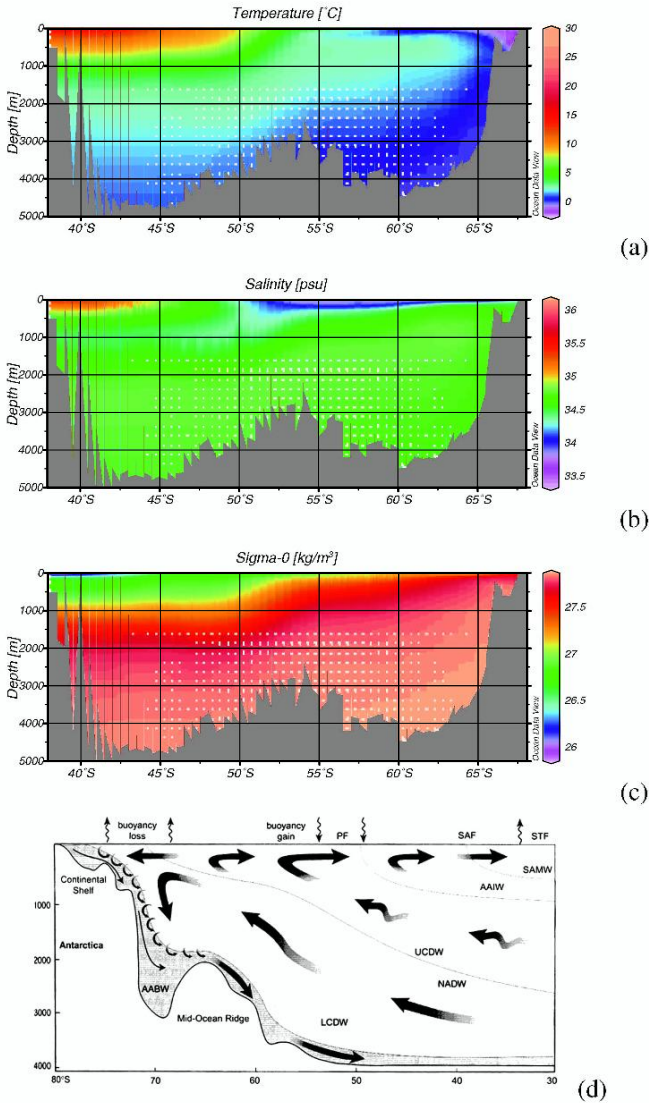 Temperature [˚C]
0
1000
2000
3000
4000
5000
Depth [m]
40˚S
45˚S
50˚S
55˚S
60˚S
65˚S
Ocean Data View
30
25
20
15
10
5
0
(a)
Salinity [psu]
0
1000
2000
3000
4000
5000
Depth [m]
40˚S
45˚S
50˚S
55˚S
60˚S
65˚S
Ocean Data View
36
35.5
35
34.5
34
33.5
(b)
Sigma-0 [kg/m³]
0
1000
2000
3000
4000
5000
Depth [m]
40˚S
45˚S
50˚S
55˚S
60˚S
65˚S
Ocean Data View
27.5
27
26.5
26
(c)
buoyancy loss
buoyancy gain
PF
SAF
STF
Continental Shelf
SAMW
AAIW
1000
Antarctica
UCDW
2000
NADW
AABW
Mid-Ocean Ridge
LCDW
3000
4000
80°S
70
60
50
40
30
(d)